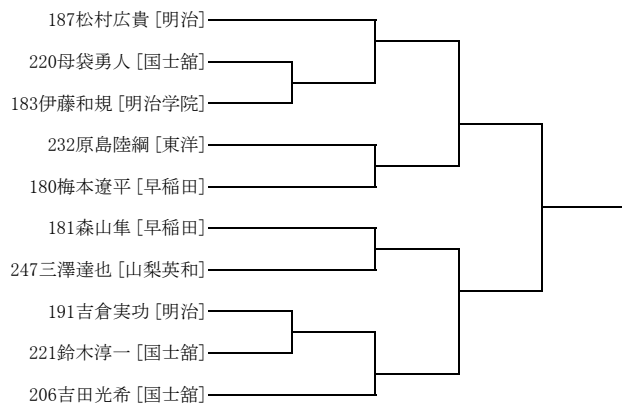 187松村広貴 [明治]
220母袋勇人 [国士舘]
183伊藤和規 [明治学院]
232原島陸綱 [東洋]
180梅本遼平 [早稲田]
181森山隼 [早稲田]
247三澤達也 [山梨英和]
191吉倉実功 [明治]
221鈴木淳一 [国士舘]
206吉田光希 [国士舘]